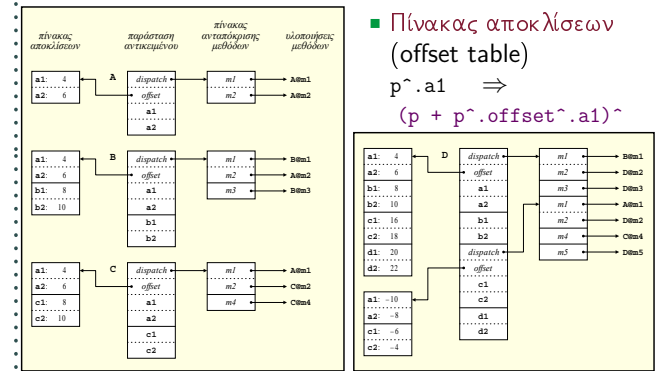 πίνακας αποκλίσεων
παράσταση αντικειμένου
πίνακας ανταπόκρισης μεθόδων
υλοποιήσεις μεθόδων
a1: 4 A dispatch m1 A@m1
a2: 6 offset m2 A@m2
a1
a2
a1: 4 B dispatch m1 B@m1
a2: 6 offset m2 A@m2
b1: 8 a1 m3 B@m3
b2: 10 a2
b1
b2
a1: 4 C dispatch m1 A@m1
a2: 6 offset m2 C@m2
c1: 8 a1 m4 C@m4
c2: 10 a2
c1
c2
Πίνακας αποκλίσεων
(offset table)
p^.a1 ⇒
(p + p^.offset^.a1)^
a1: 4 D dispatch m1 B@m1
a2: 6 offset m2 D@m2
b1: 8 a1 m3 D@m3
b2: 10 a2 m1 A@m1
c1: 16 b1 m2 D@m2
c2: 18 b2 m4 C@m4
d1: 20 dispatch m5 D@m5
d2: 22 offset
c1
a1: −10 c2
a2: −8 d1
c1: −6 d2
c2: −4